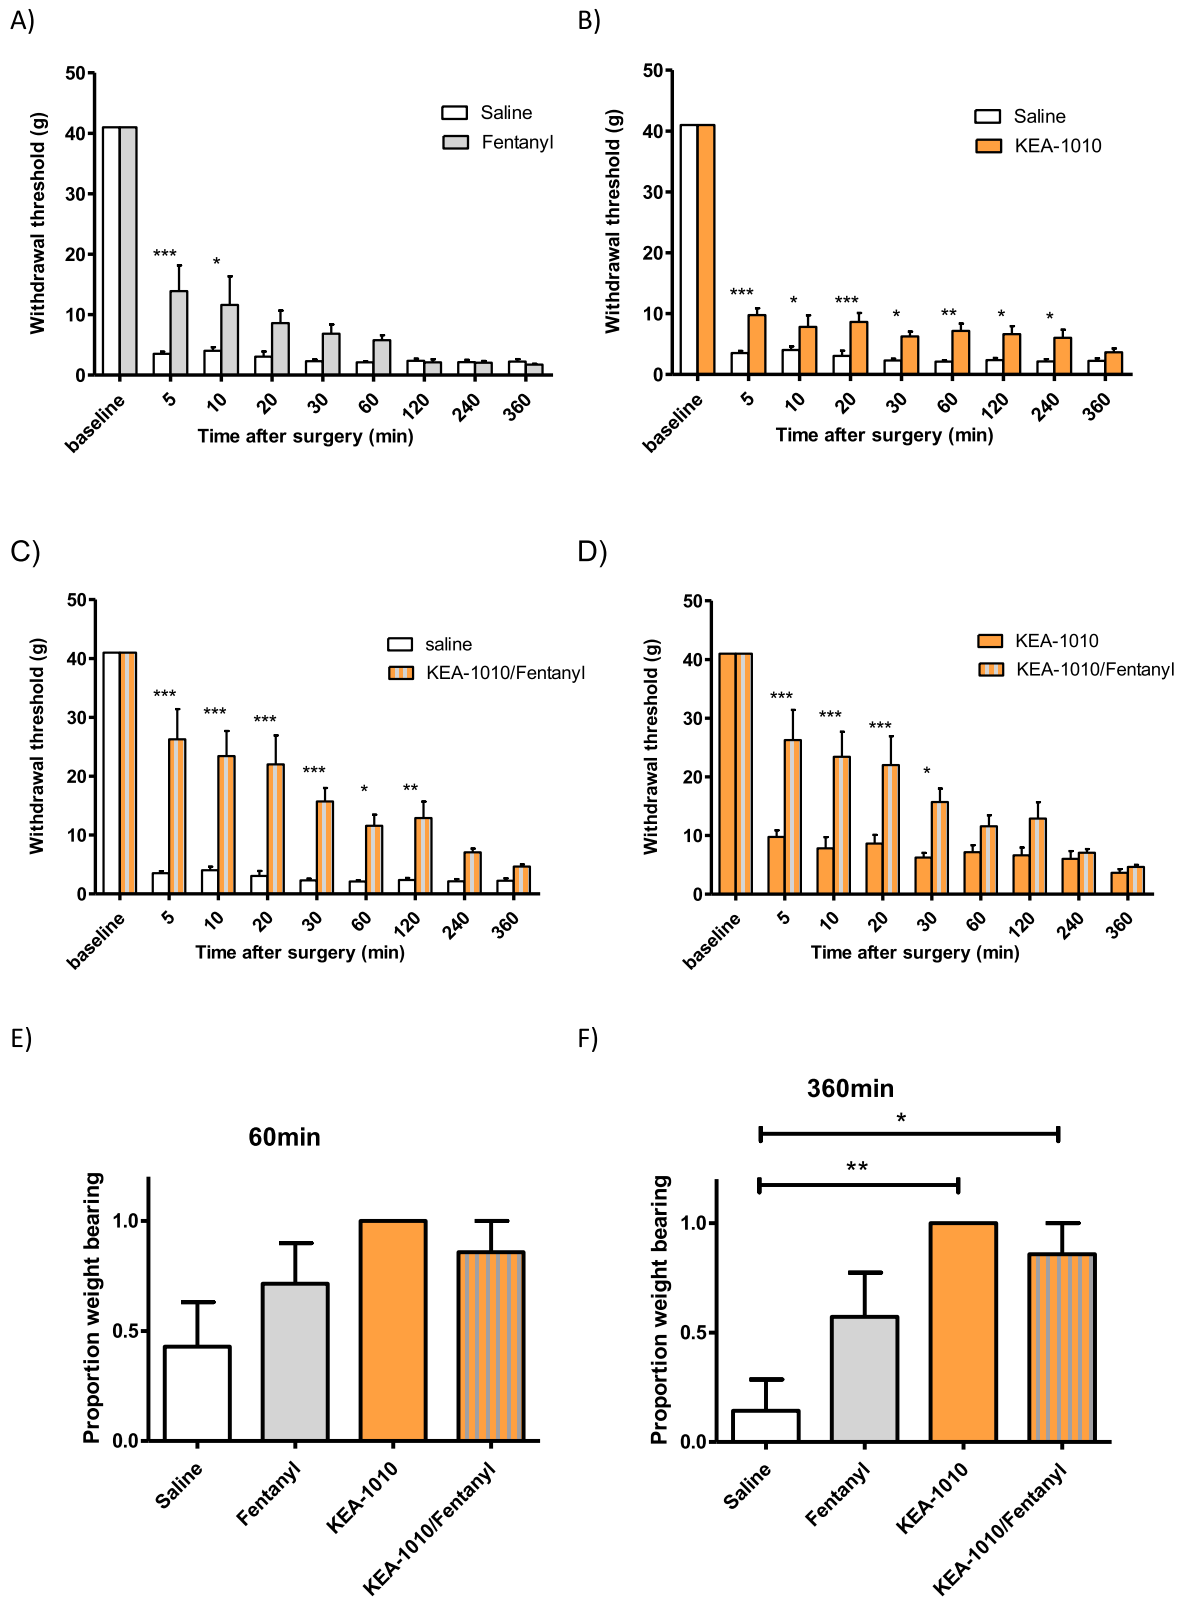 A)
50
40
30
20
10
0
Withdrawal threshold (g)
Saline
Fentanyl
***
*
baseline
5
10
20
30
60
120
240
360
Time after surgery (min)
B)
50
40
30
20
10
0
Withdrawal threshold (g)
Saline
KEA-1010
***
*
***
*
**
*
*
baseline
5
10
20
30
60
120
240
360
Time after surgery (min)
C)
50
40
30
20
10
0
Withdrawal threshold (g)
saline
KEA-1010/Fentanyl
***
***
***
***
*
**
baseline
5
10
20
30
60
120
240
360
Time after surgery (min)
D)
50
40
30
20
10
0
Withdrawal threshold (g)
KEA-1010
KEA-1010/Fentanyl
***
***
***
*
baseline
5
10
20
30
60
120
240
360
Time after surgery (min)
E)
60min
1.0
0.5
0.0
Proportion weight bearing
Saline
Fentanyl
KEA-1010
KEA-1010/Fentanyl
F)
360min
*
**
1.0
0.5
0.0
Proportion weight bearing
Saline
Fentanyl
KEA-1010
KEA-1010/Fentanyl